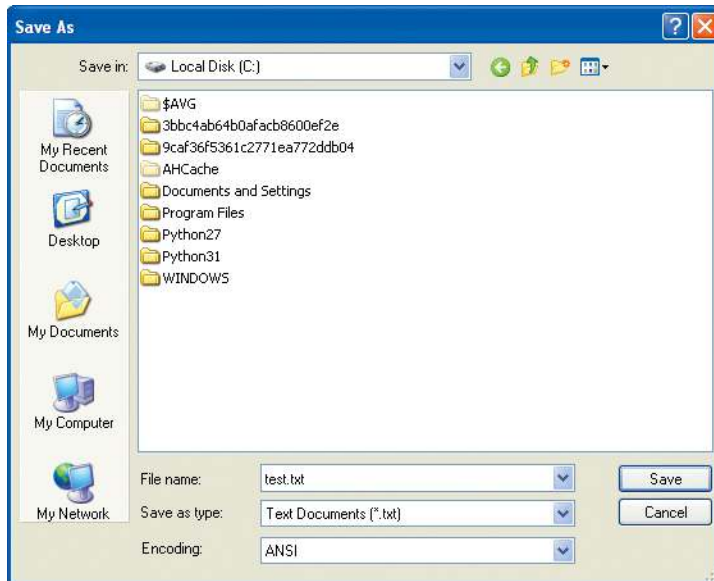 Save As
Save in:
Local Disk (C:)
My Recent
Documents
Desktop
My Documents
My Computer
My Network
$AVG
3bbc4ab64b0afacb8600ef2e
9caf36f5361c2771ea772ddb04
AHCache
Documents and Settings
Program Files
Python27
Python31
WINDOWS
File name:
test.txt
Save
Save as type:
Text Documents (*.txt)
Cancel
Encoding:
ANSI